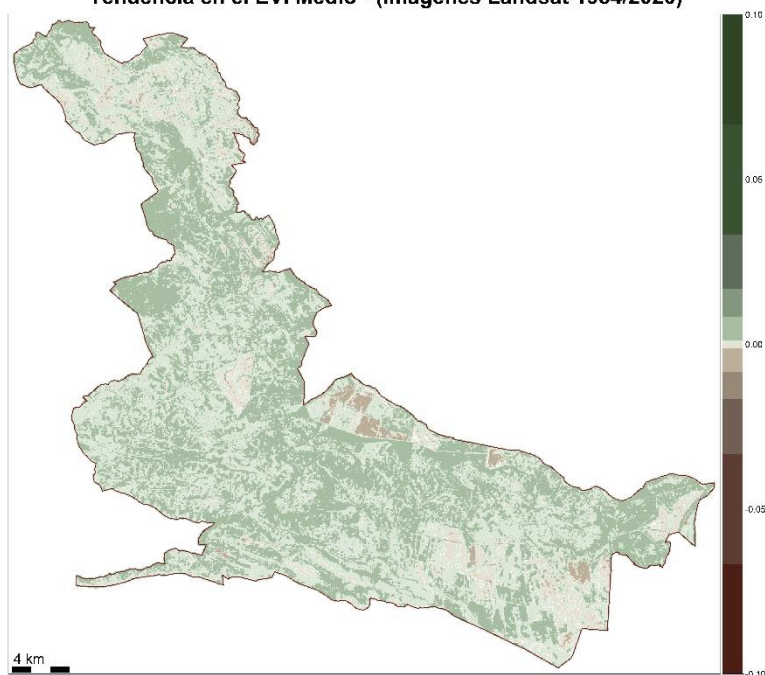 Tendencia en el EVI Medio - (Imágenes Landsat 1984/2020)
0.10
0.05
0.00
-0.05
-0.10
4 km